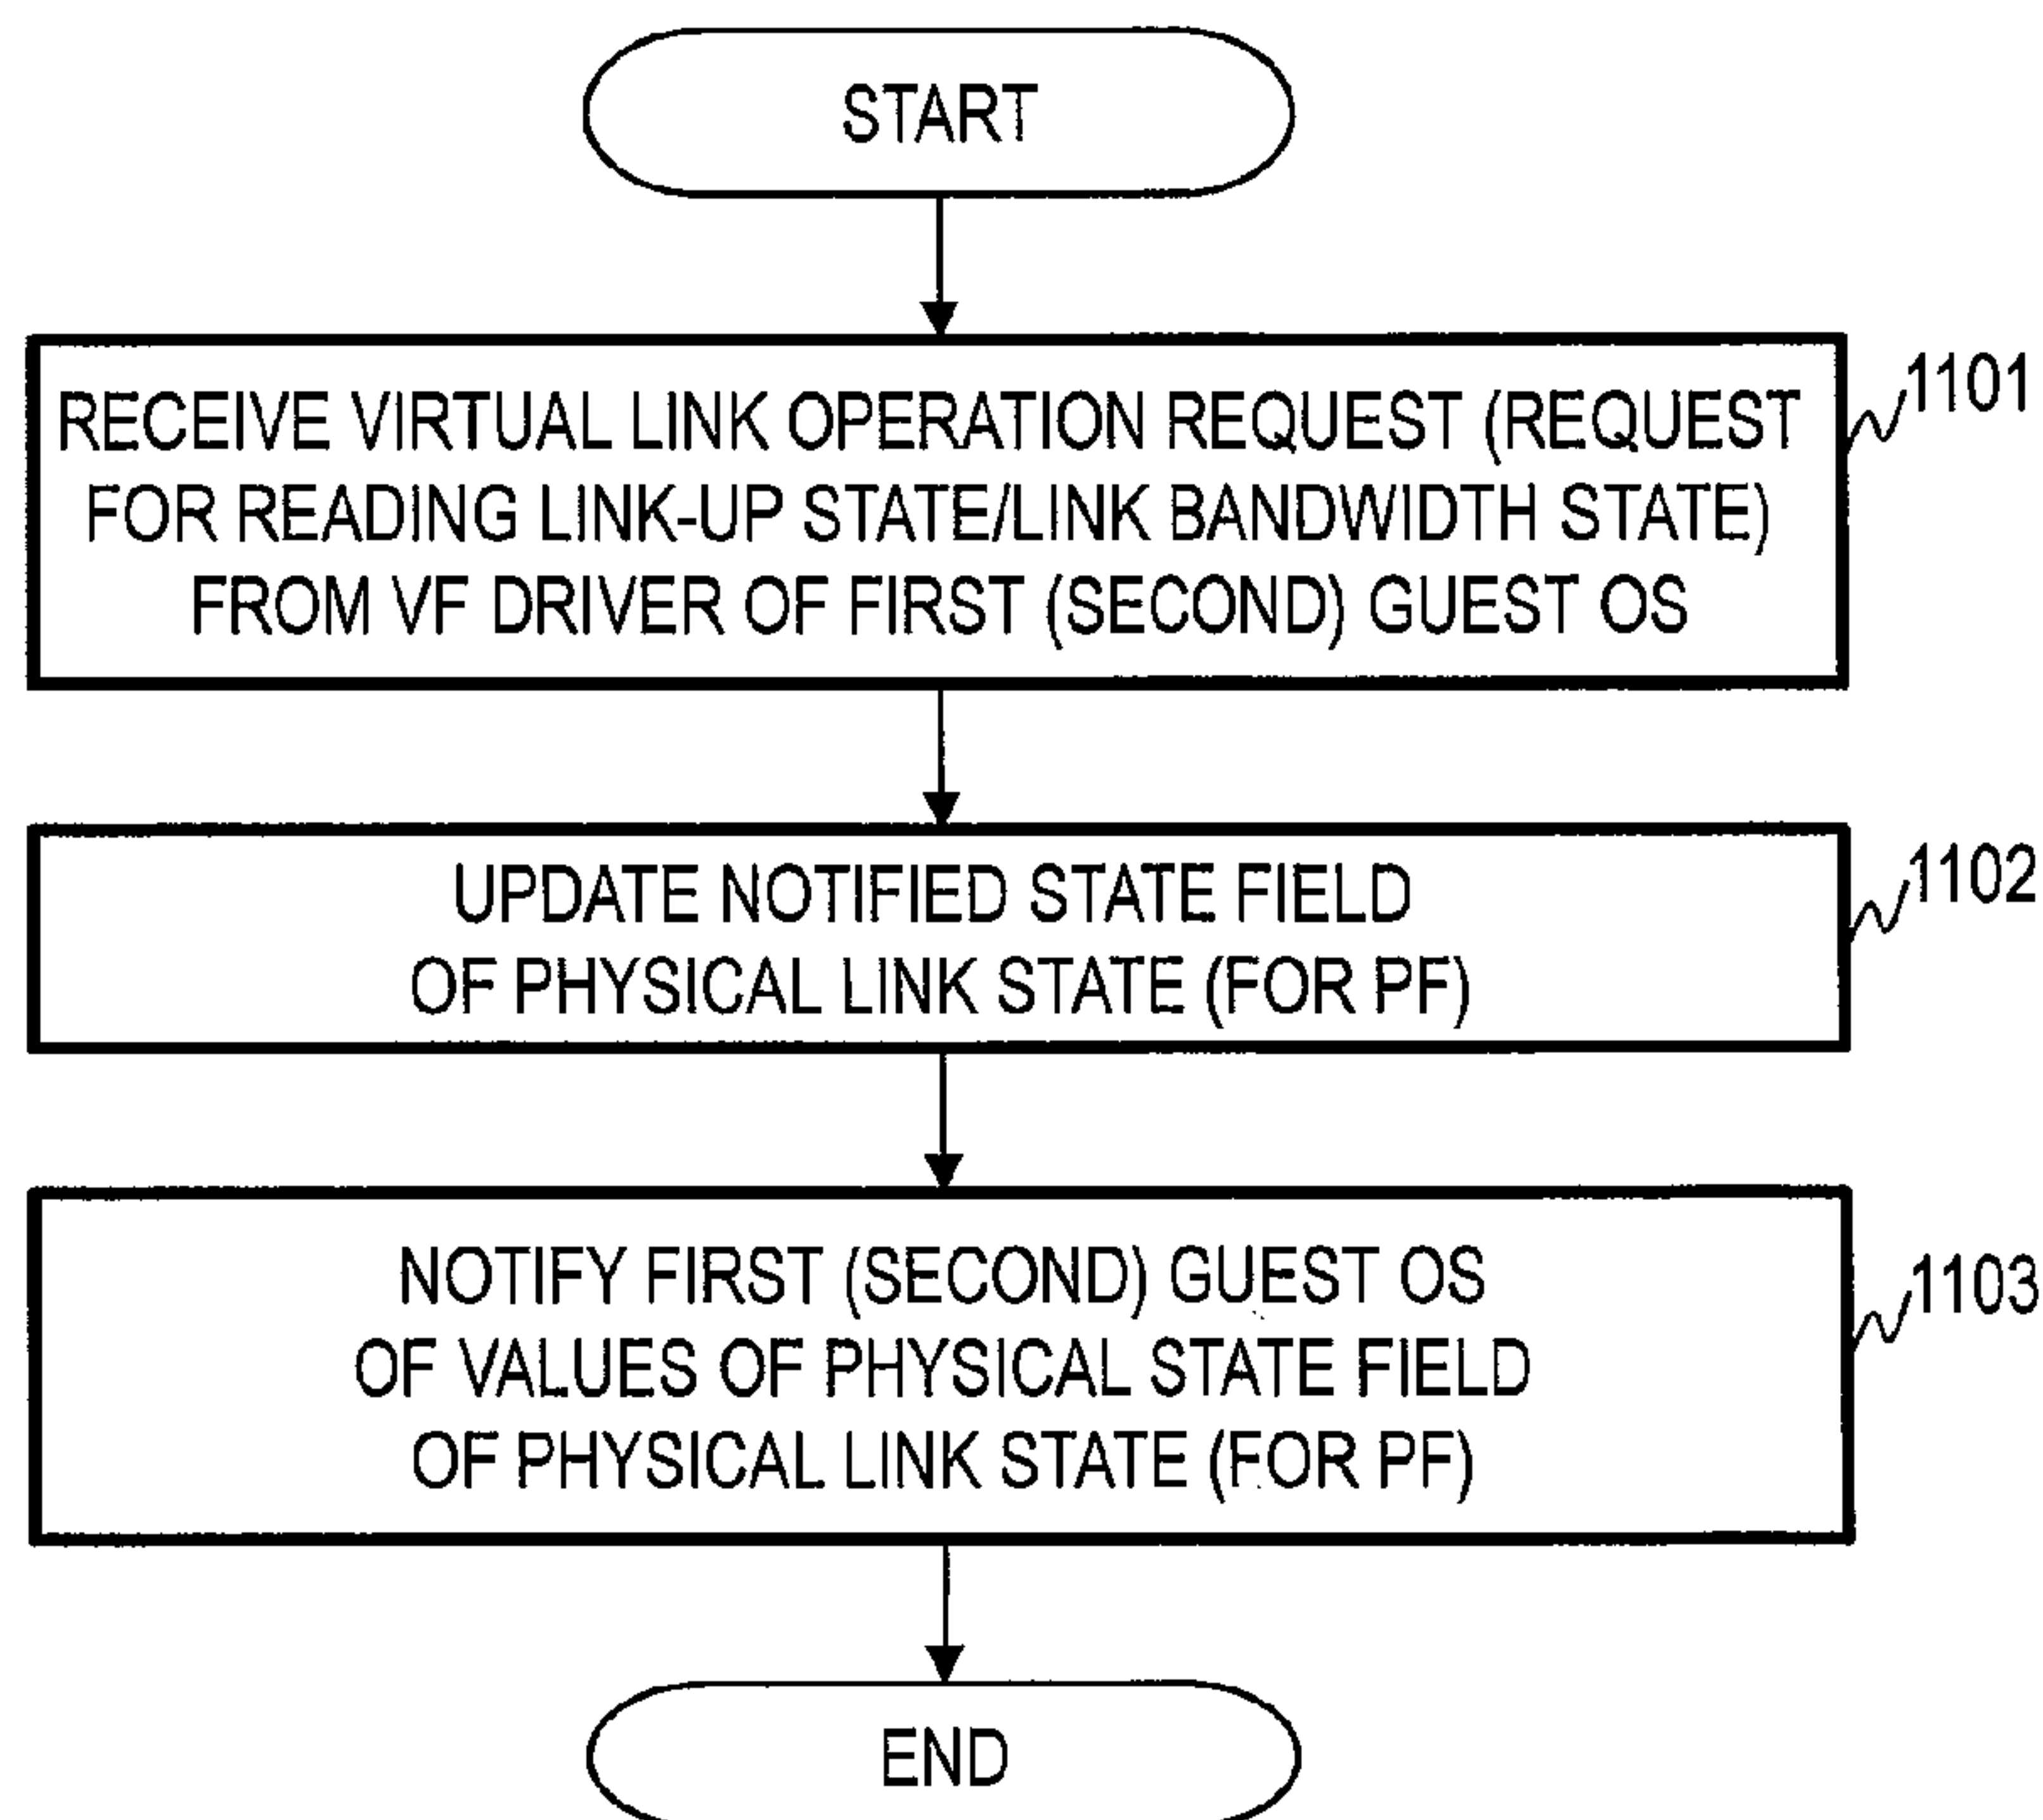 START
RECEIVE VIRTUAL LINK OPERATION REQUEST (REQUEST
FOR READING LINK-UP STATE/LINK BANDWIDTH STATE)
FROM VF DRIVER OF FIRST (SECOND) GUEST OS
1101
UPDATE NOTIFIED STATE FIELD
OF PHYSICAL LINK STATE (FOR PF)
1102
NOTIFY FIRST (SECOND) GUEST OS
OF VALUES OF PHYSICAL STATE FIELD
OF PHYSICAL LINK STATE (FOR PF)
1103
END